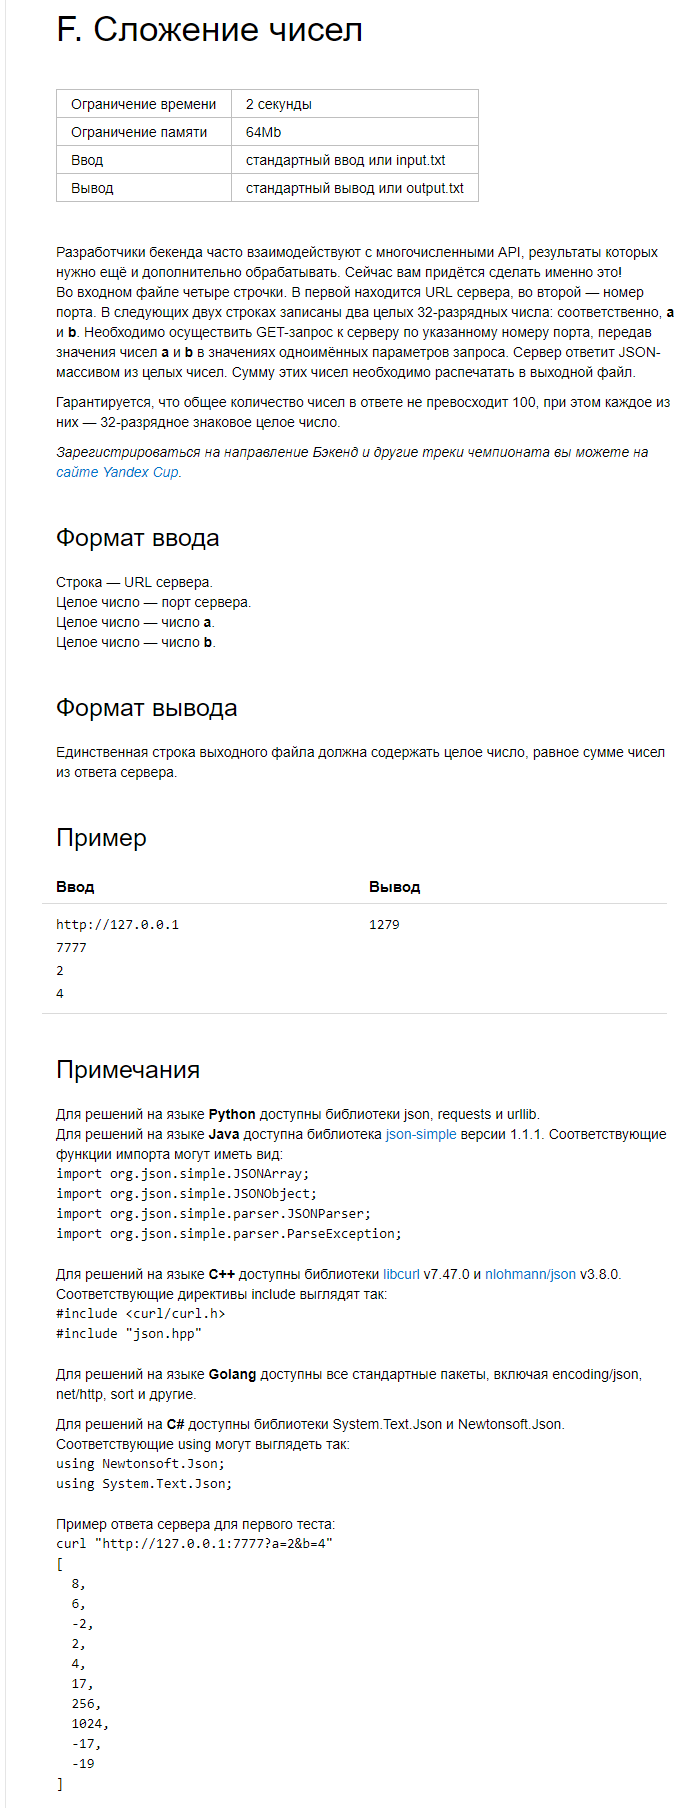 F. Сложение чисел
Ограничение времени 2 секунды
Ограничение памяти 64Mb
Ввод стандартный ввод или input.txt
Вывод стандартный вывод или output.txt
Разработчики бекенда часто взаимодействуют с многочисленными API, результаты которых
нужно ещё и дополнительно обрабатывать. Сейчас вам придётся сделать именно это!
Во входном файле четыре строчки. В первой находится URL сервера, во второй — номер
порта. В следующих двух строках записаны два целых 32-разрядных числа: соответственно, a
и b. Необходимо осуществить GET-запрос к серверу по указанному номеру порта, передав
значения чисел a и b в значениях одноимённых параметров запроса. Сервер ответит JSON-
массивом из целых чисел. Сумму этих чисел необходимо распечатать в выходной файл.
Гарантируется, что общее количество чисел в ответе не превосходит 100, при этом каждое из
них — 32-разрядное знаковое целое число.
Зарегистрироваться на направление Бэкенд и другие треки чемпионата вы можете на
сайте Yandex Cup.
Формат ввода
Строка — URL сервера.
Целое число — порт сервера.
Целое число — число a.
Целое число — число b.
Формат вывода
Единственная строка выходного файла должна содержать целое число, равное сумме чисел
из ответа сервера.
Пример
Ввод Вывод
http://127.0.0.1 1279
7777
2
4
Примечания
Для решений на языке Python доступны библиотеки json, requests и urllib.
Для решений на языке Java доступна библиотека json-simple версии 1.1.1. Соответствующие
функции импорта могут иметь вид:
import org.json.simple.JSONArray;
import org.json.simple.JSONObject;
import org.json.simple.parser.JSONParser;
import org.json.simple.parser.ParseException;
Для решений на языке C++ доступны библиотеки libcurl v7.47.0 и nlohmann/json v3.8.0.
Соответствующие директивы include выглядят так:
#include <curl/curl.h>
#include "json.hpp"
Для решений на языке Golang доступны все стандартные пакеты, включая encoding/json,
net/http, sort и другие.
Для решений на C# доступны библиотеки System.Text.Json и Newtonsoft.Json.
Соответствующие using могут выглядеть так:
using Newtonsoft.Json;
using System.Text.Json;
Пример ответа сервера для первого теста:
curl "http://127.0.0.1:7777?a=2&b=4"
[
8,
6,
-2,
2,
4,
17,
256,
1024,
-17,
-19
]